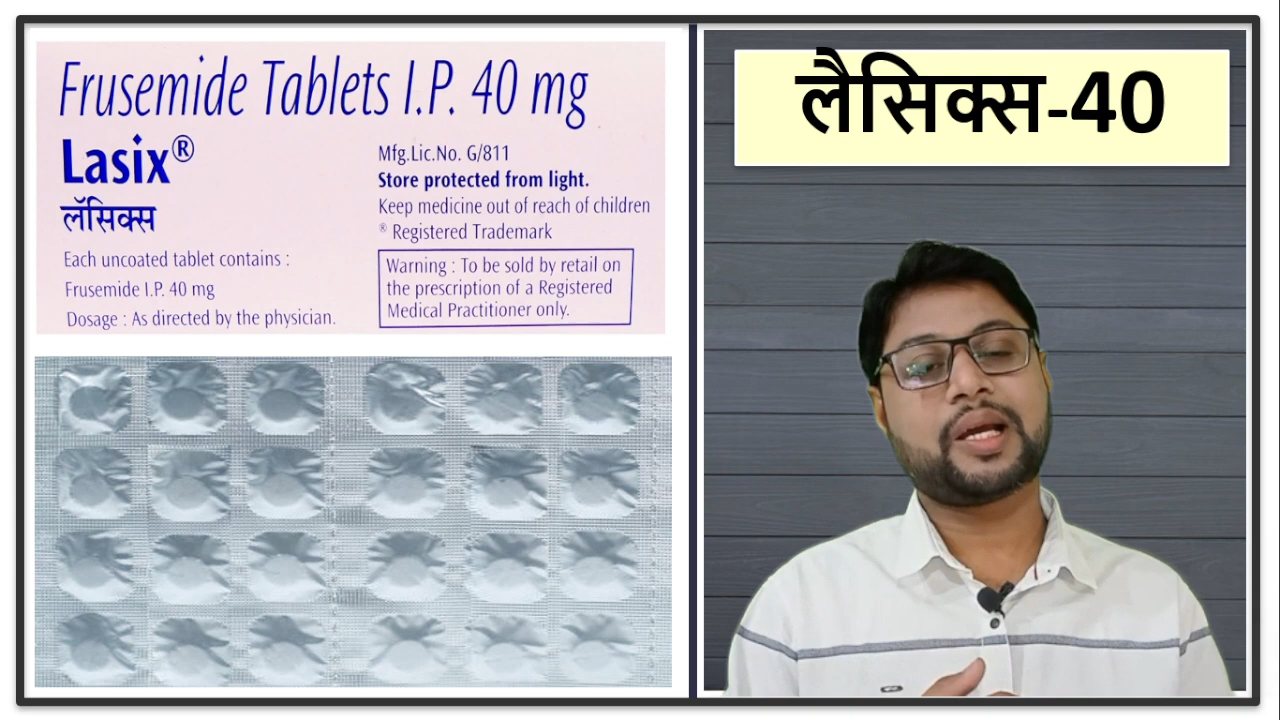 Frusemide Tablets I.P. 40 mg
Lasix®
लॅसिक्स
Each uncoated tablet contains :
Frusemide I.P. 40 mg
Dosage : As directed by the physician.
Mfg.Lic.No. G/811
Store protected from light.
Keep medicine out of reach of children
® Registered Trademark
Warning : To be sold by retail on
the prescription of a Registered
Medical Practitioner only.
लैसिक्स-40